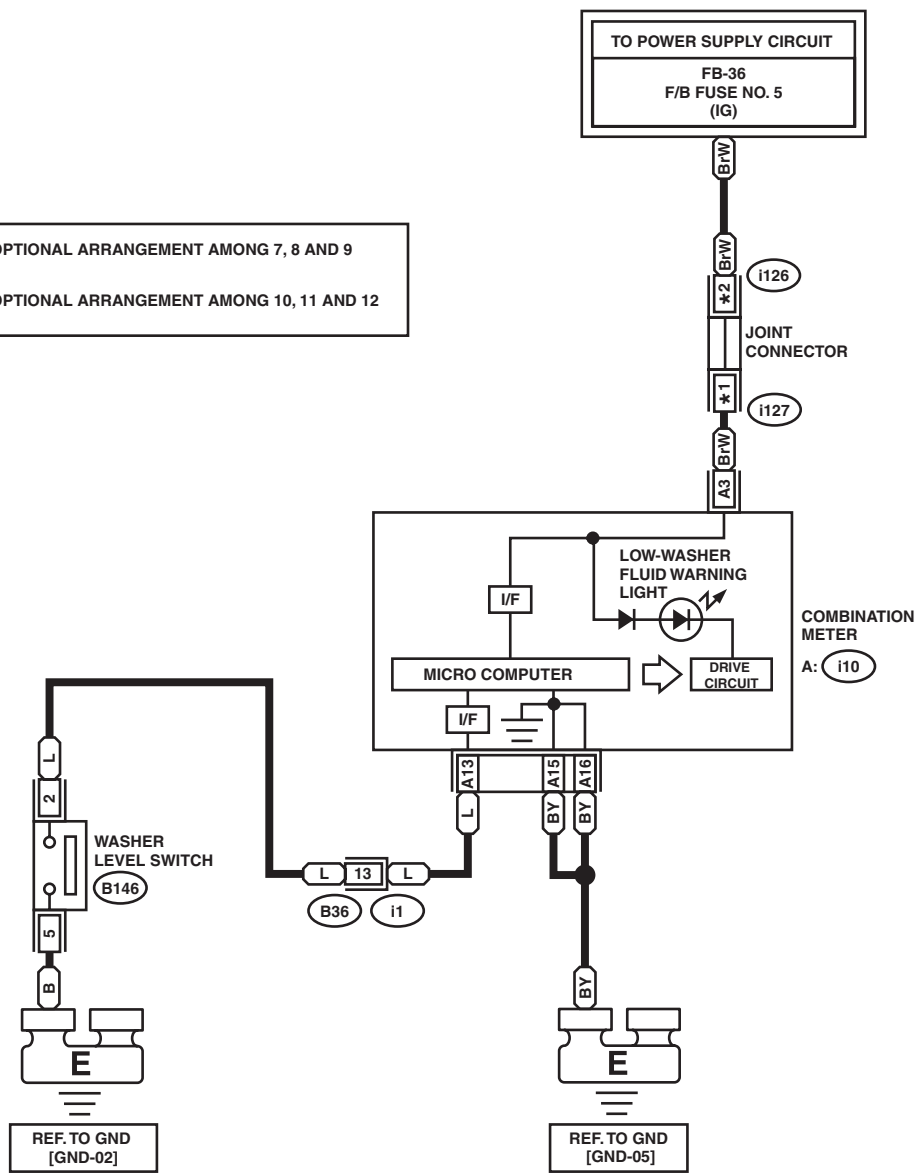 TO POWER SUPPLY CIRCUIT
FB-36
F/B FUSE NO. 5
(IG)
BrW
OPTIONAL ARRANGEMENT AMONG 7, 8 AND 9
OPTIONAL ARRANGEMENT AMONG 10, 11 AND 12
BrW
i126
*2
JOINT
CONNECTOR
*1
i127
BrW
A3
LOW-WASHER
FLUID WARNING
LIGHT
I/F
COMBINATION
METER
A: i10
MICRO COMPUTER
DRIVE
CIRCUIT
I/F
A13
A15
A16
L
BY
BY
L
2
WASHER
LEVEL SWITCH
B146
5
B
L
13
L
B36
i1
BY
E
E
REF. TO GND
[GND-02]
REF. TO GND
[GND-05]